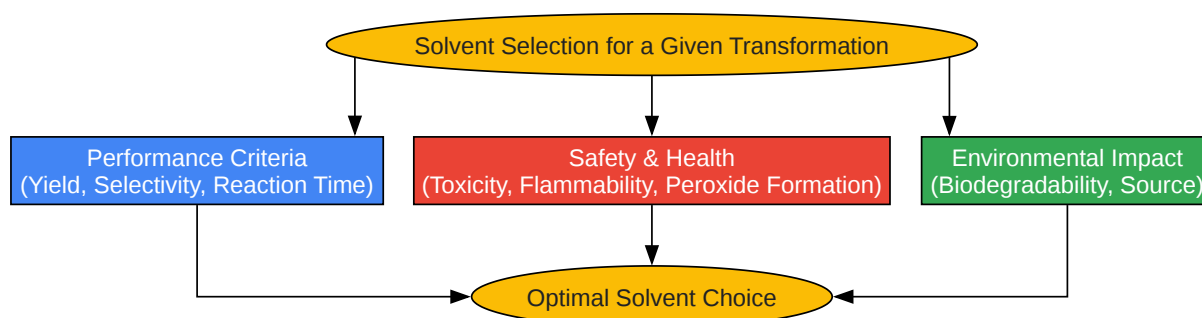 Solvent Selection for a Given Transformation
Performance Criteria
(Yield, Selectivity, Reaction Time)
Safety & Health
(Toxicity, Flammability, Peroxide Formation)
Environmental Impact
(Biodegradability, Source)
Optimal Solvent Choice